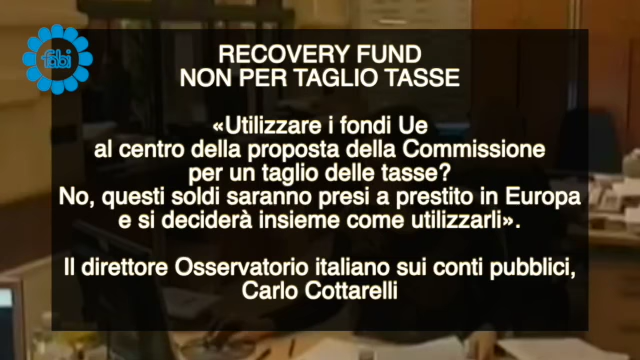 fabi
RECOVERY FUND
NON PER TAGLIO TASSE
«Utilizzare i fondi Ue
al centro della proposta della Commissione
per un taglio delle tasse?
No, questi soldi saranno presi a prestito in Europa
e si deciderà insieme come utilizzarli».
Il direttore Osservatorio italiano sui conti pubblici,
Carlo Cottarelli